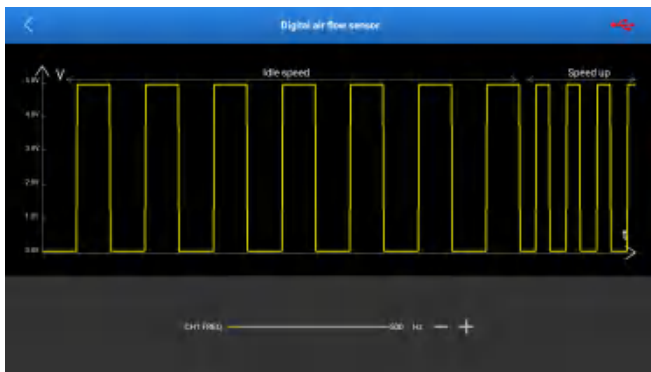 Digital air flow sensor
V
Idle speed
Speed up
5.0V
4.0V
3.0V
2.0V
1.0V
0.0V
t
CH1 FREQ
500 Hz